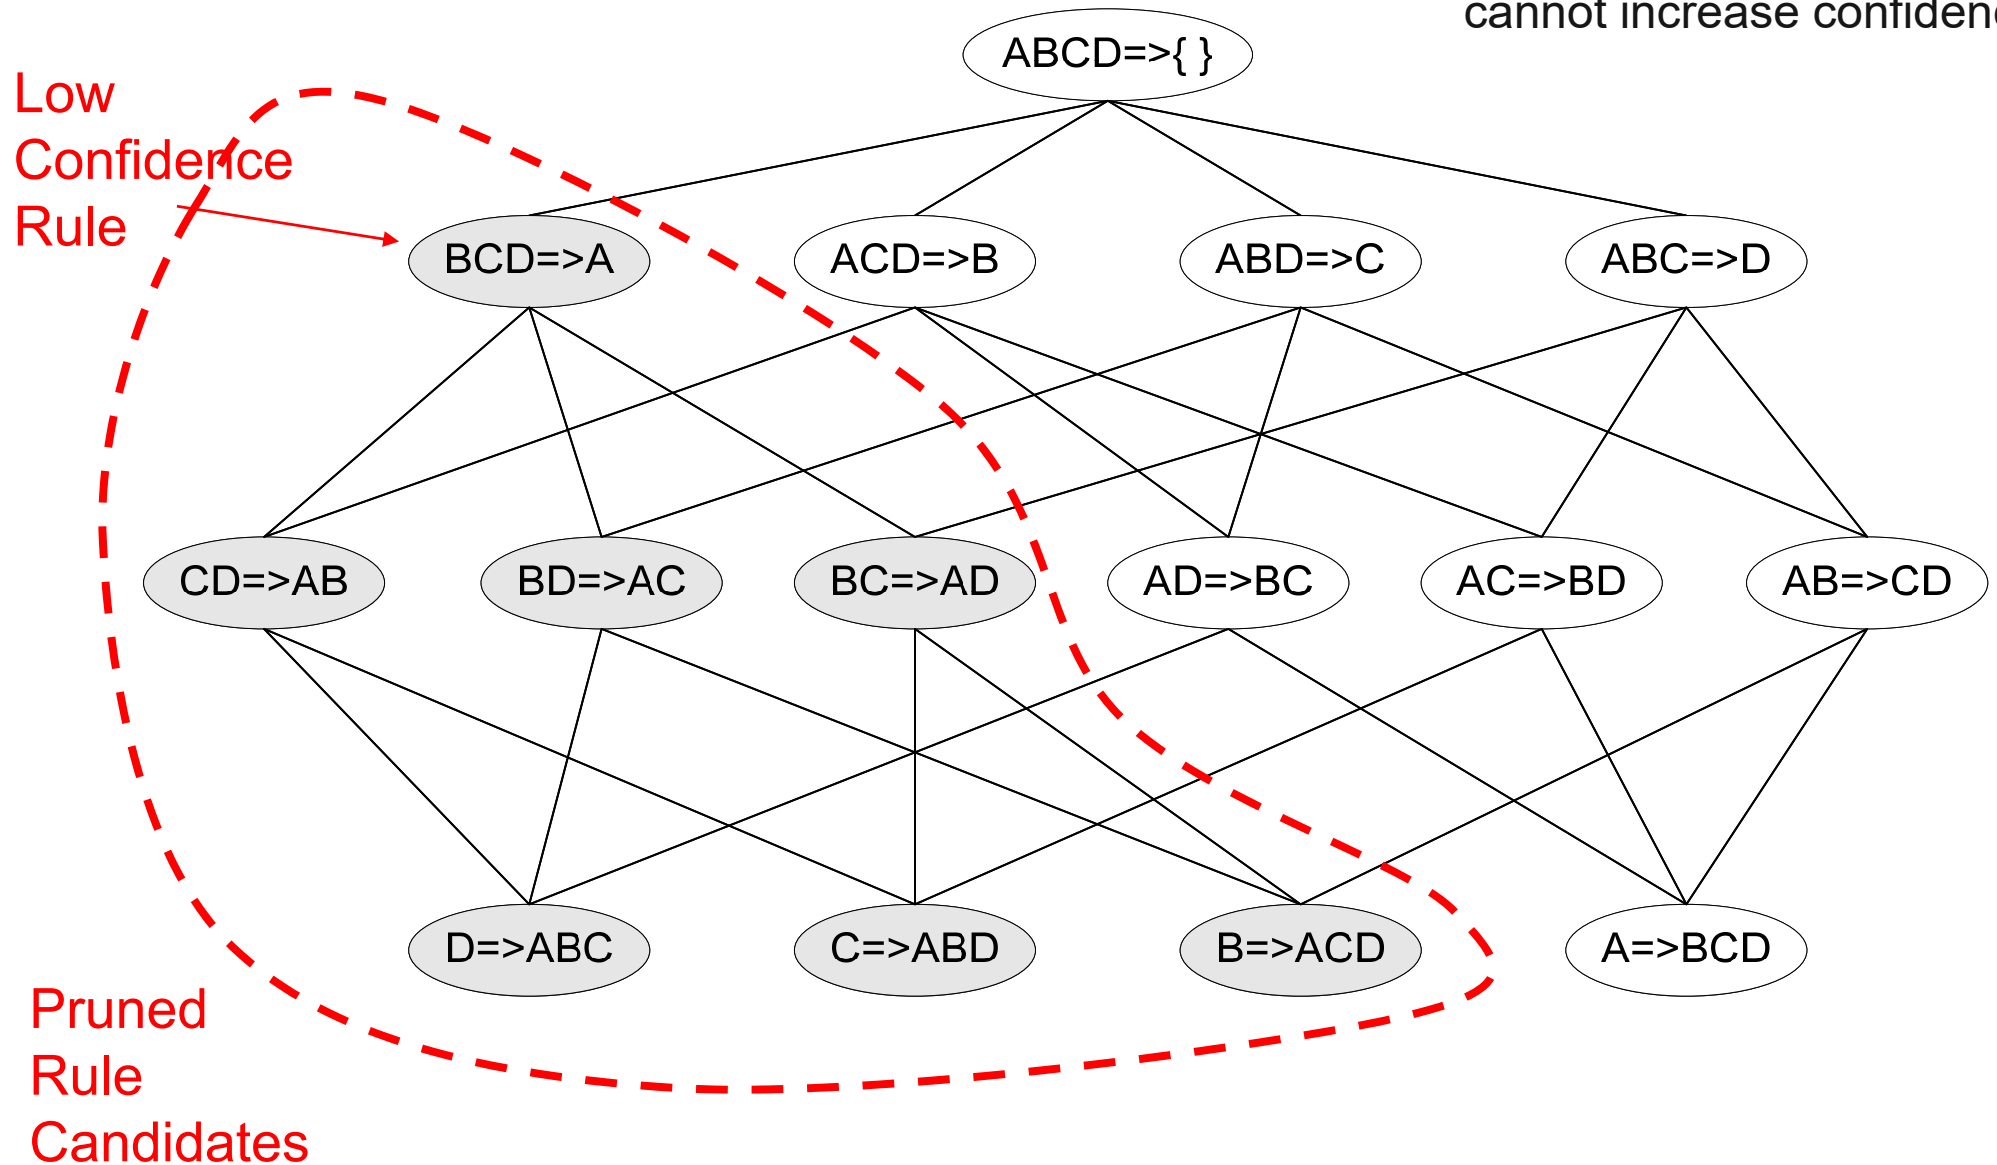 cannot increase
ABCD=>{ }
Low
Confidence
Rule
BCD=>A
ACD=>B
ABD=>C
ABC=>D
CD=>AB
BD=>AC
BC=>AD
AD=>BC
AC=>BD
AB=>CD
D=>ABC
C=>ABD
B=>ACD
A=>BCD
Pruned
Rule
Candidates